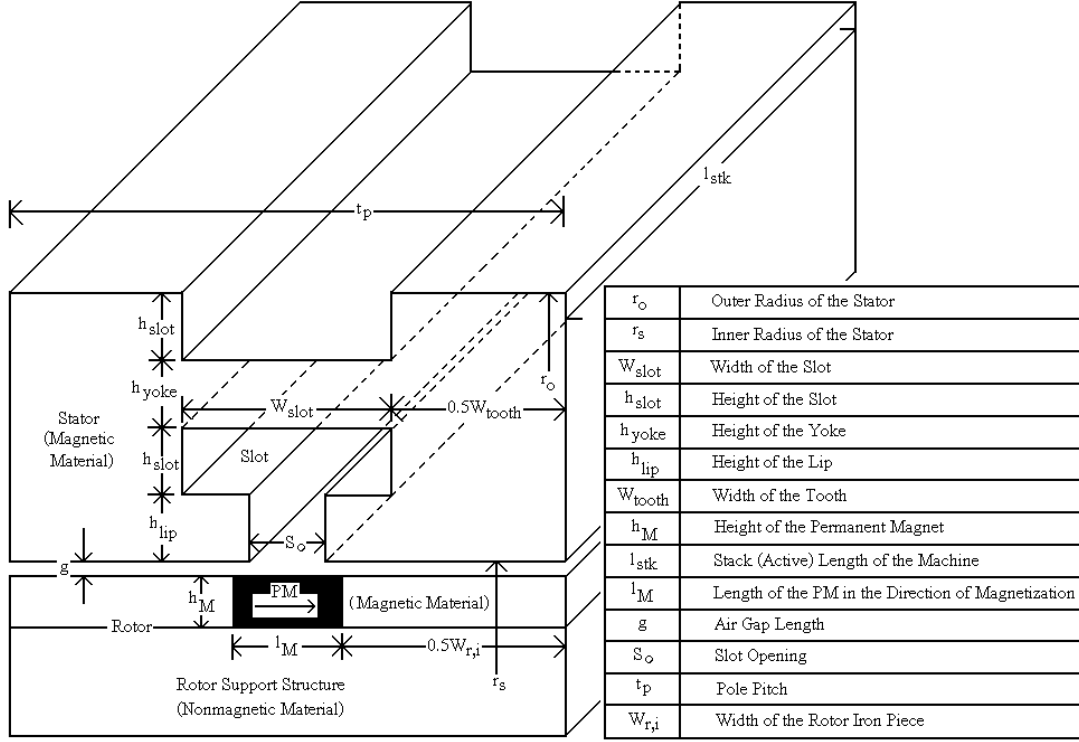 l_stk
t_p
h_slot
h_yoke
r_o
W_slot
0.5W_tooth
Stator
(Magnetic
Material)
h_slot
Slot
h_lip
S_o
g
h_M
PM
(Magnetic Material)
Rotor
l_M
0.5W_r,i
r_s
Rotor Support Structure
(Nonmagnetic Material)
r_o Outer Radius of the Stator
r_s Inner Radius of the Stator
W_slot Width of the Slot
h_slot Height of the Slot
h_yoke Height of the Yoke
h_lip Height of the Lip
W_tooth Width of the Tooth
h_M Height of the Permanent Magnet
l_stk Stack (Active) Length of the Machine
l_M Length of the PM in the Direction of Magnetization
g Air Gap Length
S_o Slot Opening
t_p Pole Pitch
W_r,i Width of the Rotor Iron Piece